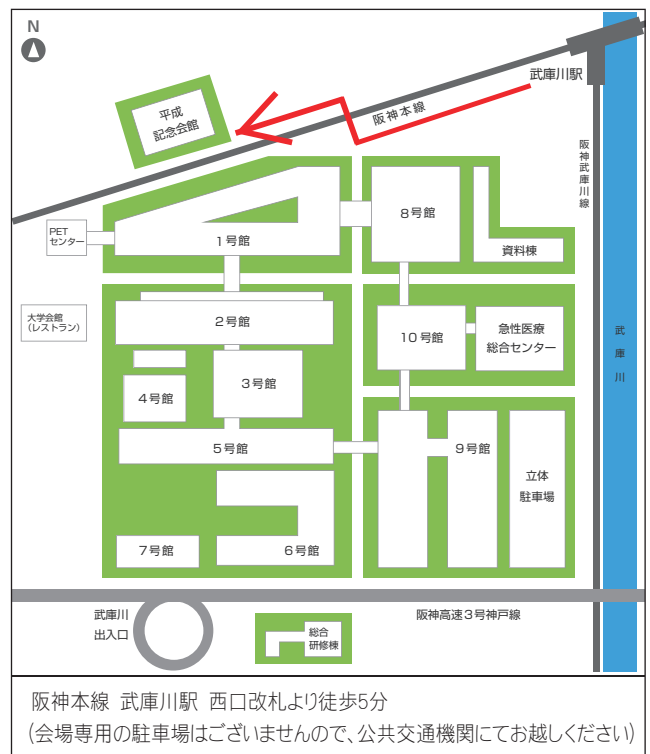 N
武庫川駅
平成
記念会館
阪神本線
阪神武庫川線
8号館
PET
センター
1号館
資料棟
大学会館
(レストラン)
2号館
10号館
急性医療
総合センター
武庫川
3号館
4号館
5号館
9号館
立体
駐車場
7号館
6号館
武庫川
出入口
阪神高速3号神戸線
総合
研修棟
阪神本線 武庫川駅 西口改札より徒歩5分
(会場専用の駐車場はございませんので、公共交通機関にてお越しください)